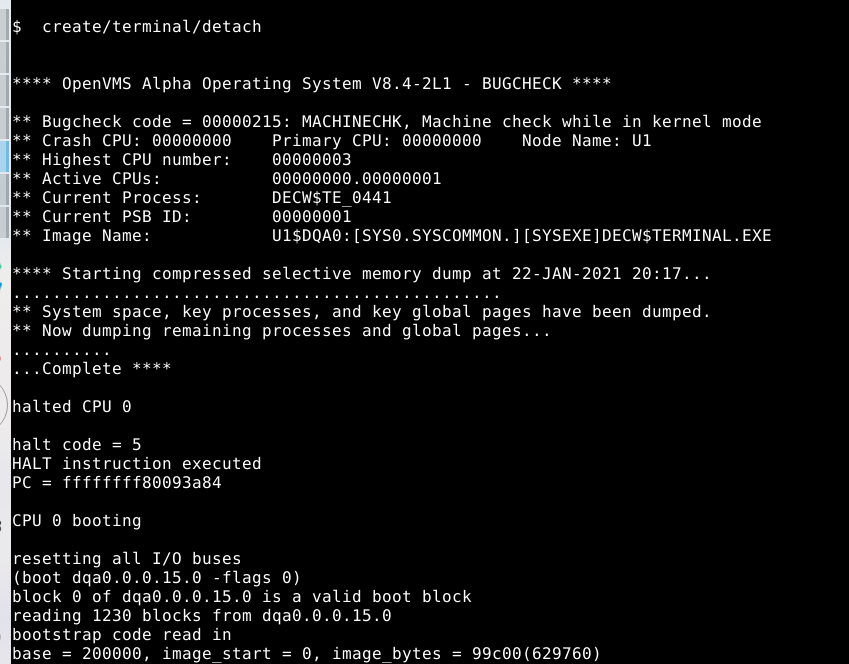 $  create/terminal/detach
**** OpenVMS Alpha Operating System V8.4-2L1 - BUGCHECK ****
** Bugcheck code = 00000215: MACHINECHK, Machine check while in kernel mode
** Crash CPU: 00000000    Primary CPU: 00000000    Node Name: U1
** Highest CPU number:    00000003
** Active CPUs:           00000000.00000001
** Current Process:       DECW$TE_0441
** Current PSB ID:        00000001
** Image Name:            U1$DQA0:[SYS0.SYSCOMMON.][SYSEXE]DECW$TERMINAL.EXE
**** Starting compressed selective memory dump at 22-JAN-2021 20:17...
.................................................
** System space, key processes, and key global pages have been dumped.
** Now dumping remaining processes and global pages...
..........
...Complete ****
halted CPU 0
halt code = 5
HALT instruction executed
PC = ffffffff80093a84
CPU 0 booting
resetting all I/O buses
(boot dqa0.0.0.15.0 -flags 0)
block 0 of dqa0.0.0.15.0 is a valid boot block
reading 1230 blocks from dqa0.0.0.15.0
bootstrap code read in
base = 200000, image_start = 0, image_bytes = 99c00(629760)